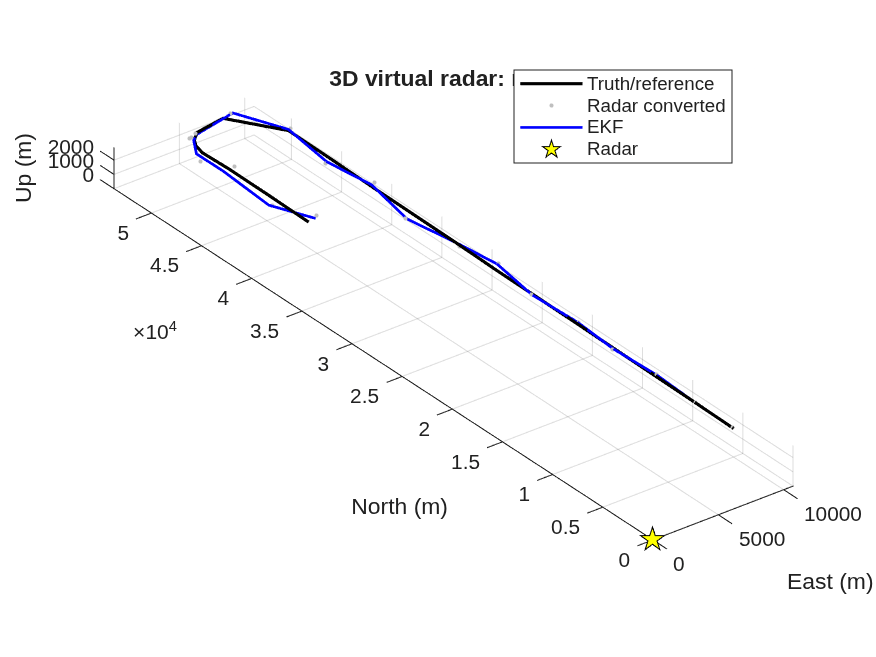 3D virtual radar:
Truth/reference
Radar converted
EKF
Radar
Up (m)
2000
1000
0
5
4.5
4
3.5
3
2.5
2
1.5
1
0.5
0
×10⁴
North (m)
0
5000
10000
East (m)